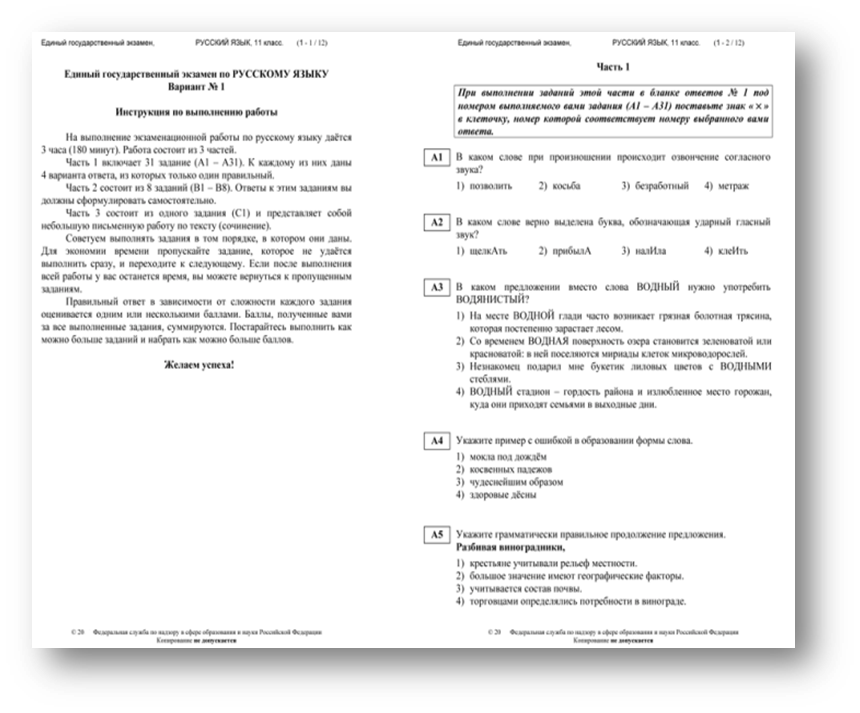 Единый государственный экзамен, РУССКИЙ ЯЗЫК, 11 класс. (1 - 1 / 12)
Единый государственный экзамен по РУССКОМУ ЯЗЫКУ
Вариант № 1
Инструкция по выполнению работы
На выполнение экзаменационной работы по русскому языку даётся
3 часа (180 минут). Работа состоит из 3 частей.
Часть 1 включает 31 задание (А1 – А31). К каждому из них даны
4 варианта ответа, из которых только один правильный.
Часть 2 состоит из 8 заданий (В1 – В8). Ответы к этим заданиям вы
должны сформулировать самостоятельно.
Часть 3 состоит из одного задания (С1) и представляет собой
небольшую письменную работу по тексту (сочинение).
Советуем выполнять задания в том порядке, в котором они даны.
Для экономии времени пропускайте задание, которое не удаётся
выполнить сразу, и переходите к следующему. Если после выполнения
всей работы у вас останется время, вы можете вернуться к пропущенным
заданиям.
Правильный ответ в зависимости от сложности каждого задания
оценивается одним или несколькими баллами. Баллы, полученные вами
за все выполненные задания, суммируются. Постарайтесь выполнить как
можно больше заданий и набрать как можно больше баллов.
Желаем успеха!
© 20 Федеральная служба по надзору в сфере образования и науки Российской Федерации
Копирование не допускается
Единый государственный экзамен, РУССКИЙ ЯЗЫК, 11 класс. (1 - 2 / 12)
Часть 1
При выполнении заданий этой части в бланке ответов № 1 под
номером выполняемого вами задания (А1 – А31) поставьте знак «×»
в клеточку, номер которой соответствует номеру выбранного вами
ответа.
А1 В каком слове при произношении происходит озвончение согласного
звука?
1) позволить 2) косьба 3) безработный 4) метраж
А2 В каком слове верно выделена буква, обозначающая ударный гласный
звук?
1) щелкАть 2) прибылА 3) налИла 4) клеИть
А3 В каком предложении вместо слова ВОДНЫЙ нужно употребить
ВОДЯНИСТЫЙ?
1) На месте ВОДНОЙ глади часто возникает грязная болотная трясина,
которая постепенно зарастает лесом.
2) Со временем ВОДНАЯ поверхность озера становится зеленоватой или
красноватой: в ней поселяются мириады клеток микроводорослей.
3) Незнакомец подарил мне букетик лиловых цветов с ВОДНЫМИ
стеблями.
4) ВОДНЫЙ стадион – гордость района и излюбленное место горожан,
куда они приходят семьями в выходные дни.
А4 Укажите пример с ошибкой в образовании формы слова.
1) мокла под дождём
2) косвенных падежов
3) чудеснейшим образом
4) здоровые дёсны
А5 Укажите грамматически правильное продолжение предложения.
Разбивая виноградники,
1) крестьяне учитывали рельеф местности.
2) большое значение имеют географические факторы.
3) учитывается состав почвы.
4) торговцами определялись потребности в винограде.
© 20 Федеральная служба по надзору в сфере образования и науки Российской Федерации
Копирование не допускается